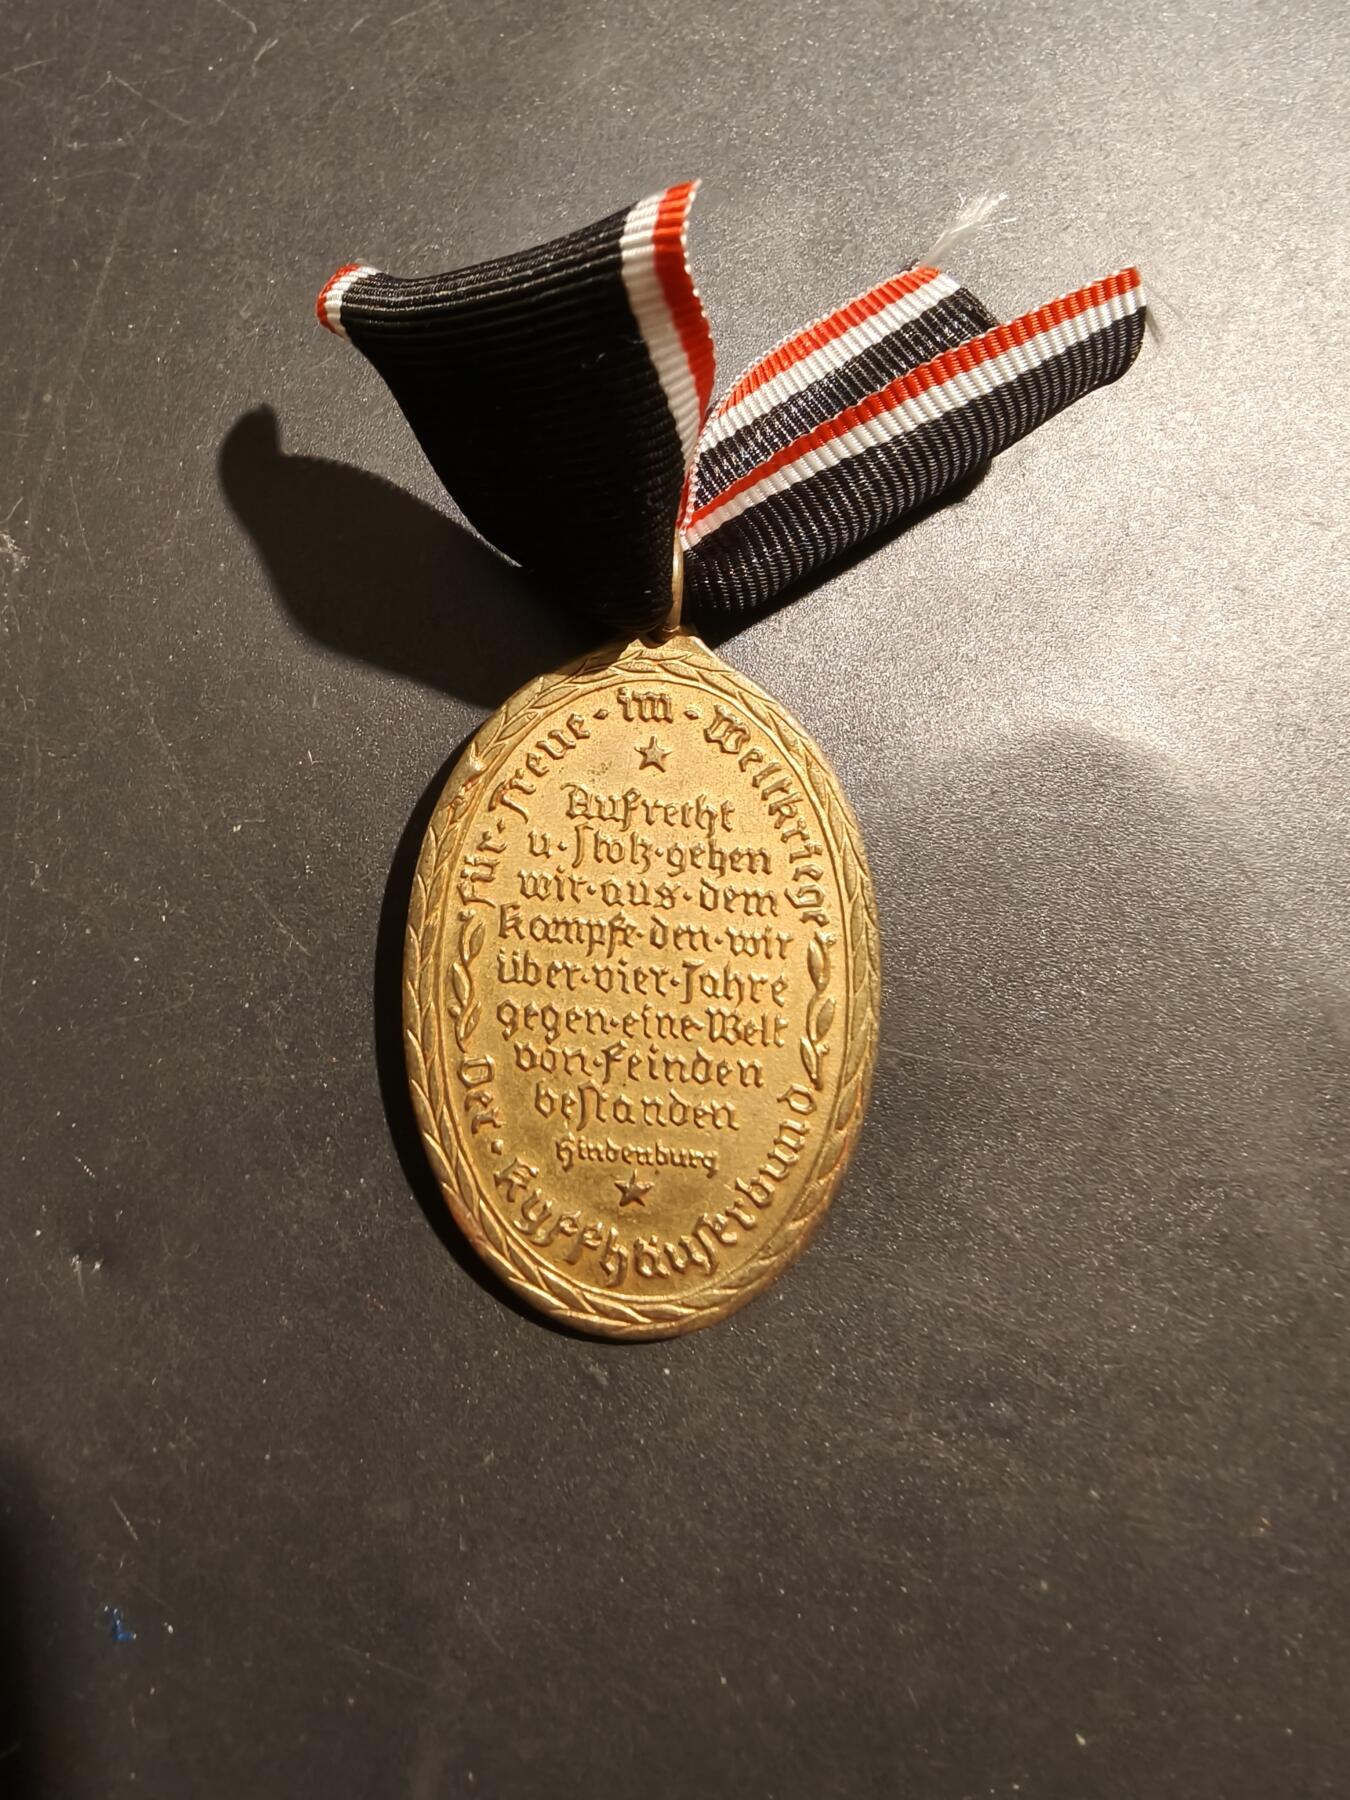 für · Treue · im · Weltkriege
Aufrecht
u · Stolz · gehen
wir · aus · dem
Kampfe · den · wir
über · vier · Jahre
gegen · eine · Welt
von · Feinden
bestanden
Hindenburg
Der · Kyffhäuserbund